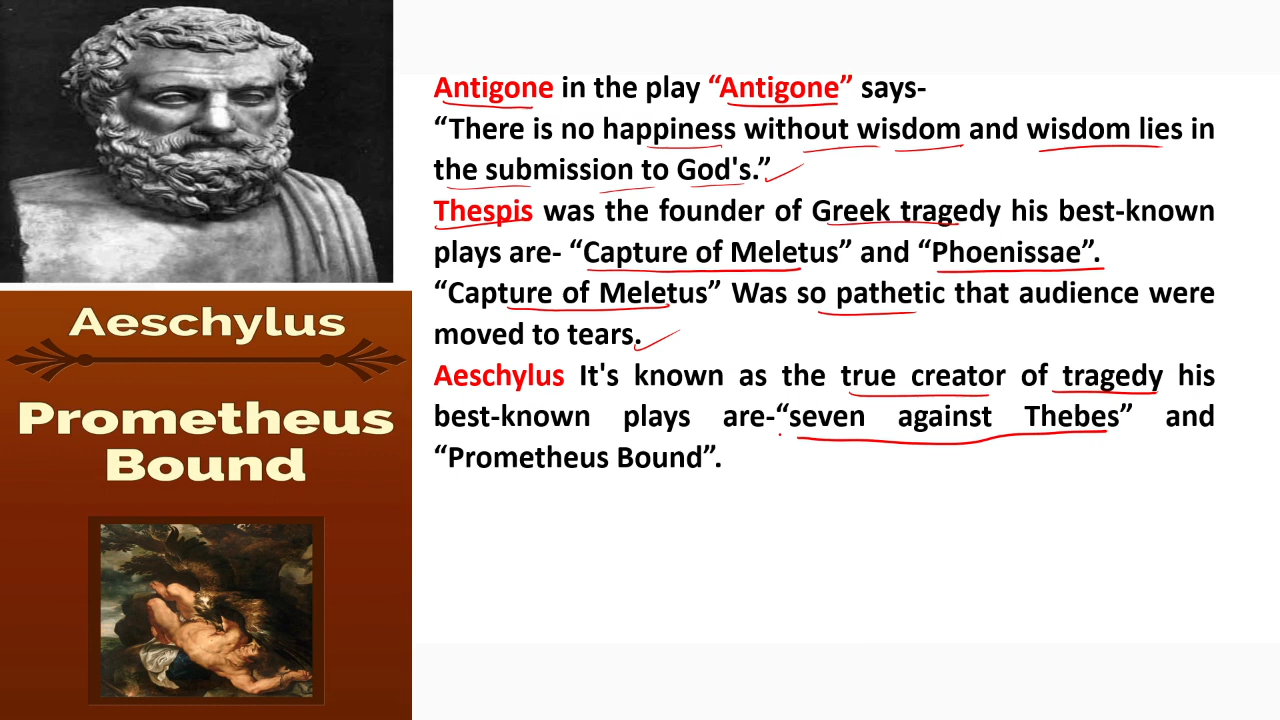 Antigone in the play “Antigone” says-
“There is no happiness without wisdom and wisdom lies in
the submission to God's.”
Thespis was the founder of Greek tragedy his best-known
plays are- “Capture of Meletus” and “Phoenissae”.
“Capture of Meletus” Was so pathetic that audience were
moved to tears.
Aeschylus It's known as the true creator of tragedy his
best-known plays are-“seven against Thebes” and
“Prometheus Bound”.
Aeschylus
Prometheus
Bound